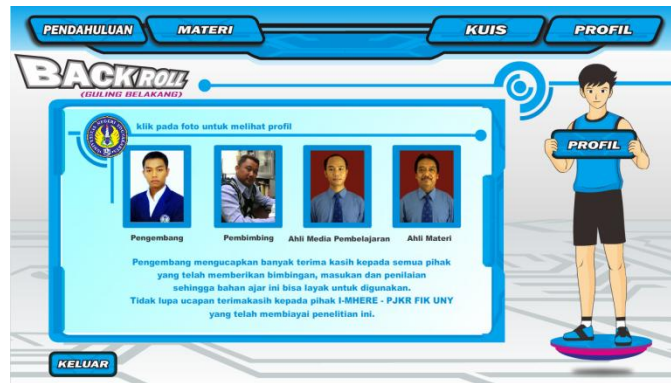 PENDAHULUAN
MATERI
KUIS
PROFIL
BACK ROLL
(GULING BELAKANG)
klik pada foto untuk melihat profil
PROFIL
Pengembang
Pembimbing
Ahli Media Pembelajaran
Ahli Materi
Pengembang mengucapkan banyak terima kasih kepada semua pihak
yang telah memberikan bimbingan, masukan dan penilaian
sehingga bahan ajar ini bisa layak untuk digunakan.
Tidak lupa ucapan terimakasih kepada pihak I-MHERE - PJKR FIK UNY
yang telah membiayai penelitian ini.
KELUAR